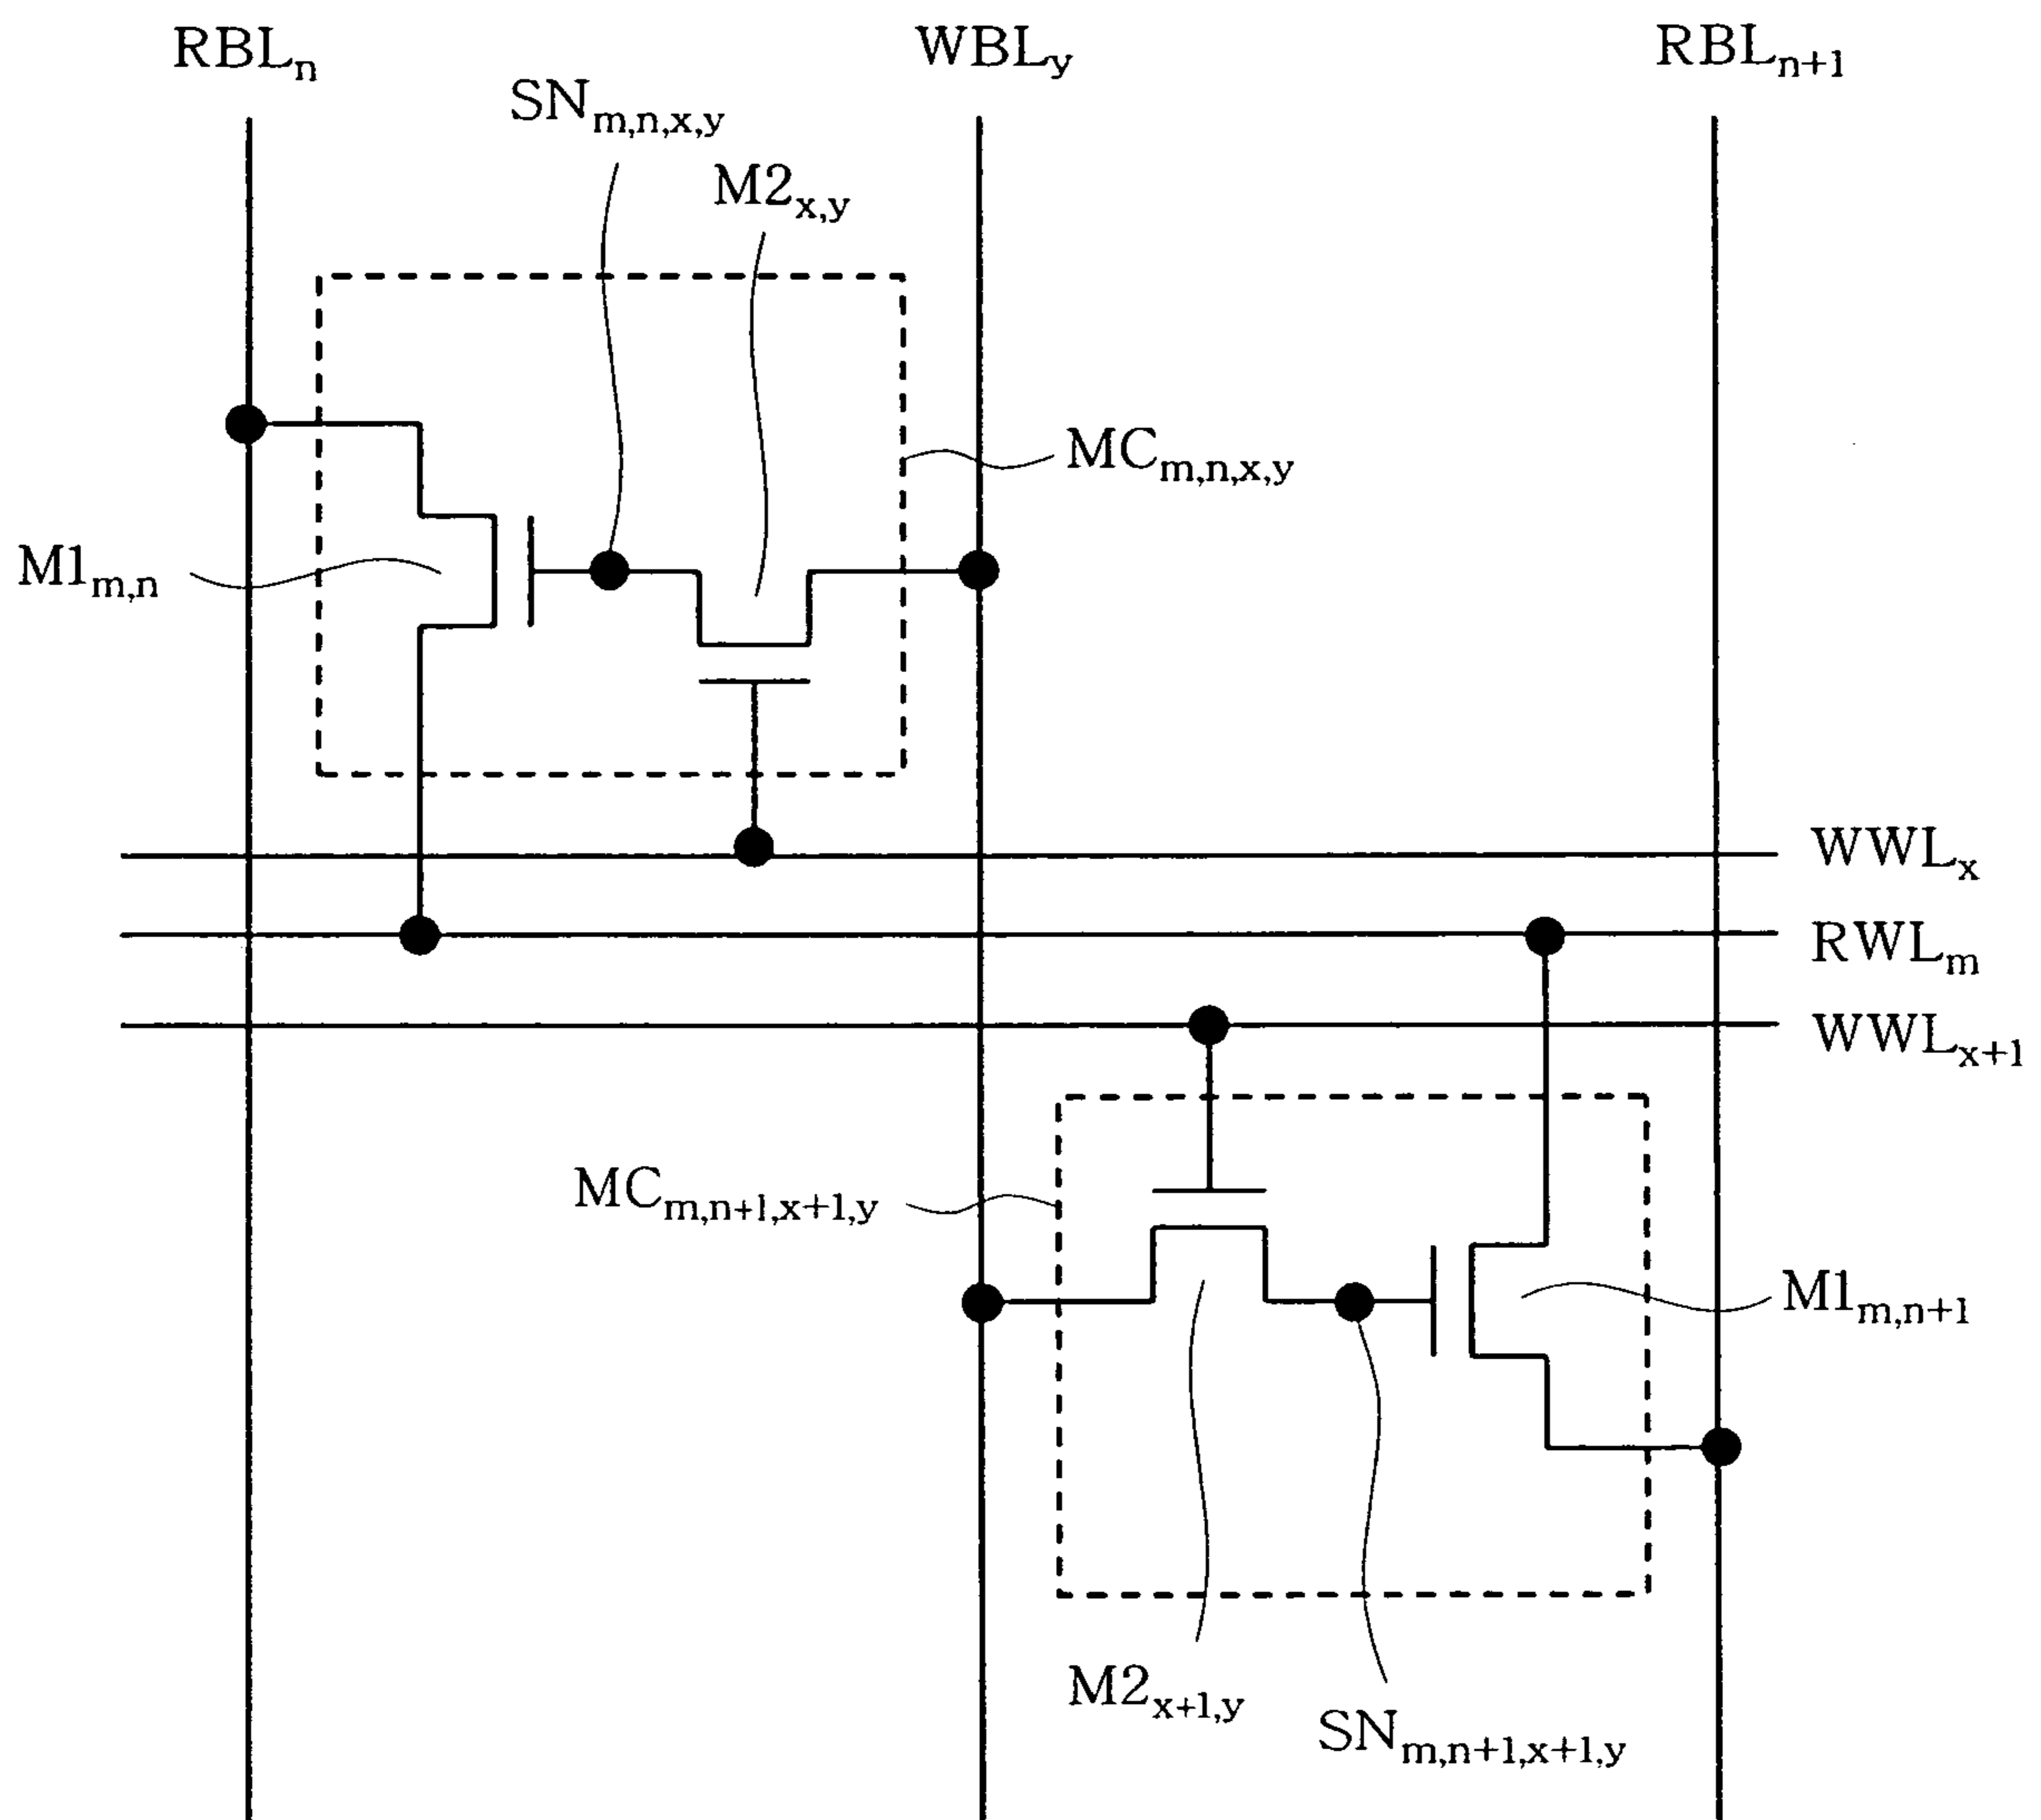 RBLn
WBLy
RBLn+1
SNm,n,x,y
M2x,y
MCm,n,x,y
M1m,n
WWLx
RWLm
WWLx+1
MCm,n+1,x+1,y
M1m,n+1
M2x+1,y
SNm,n+1,x+1,y